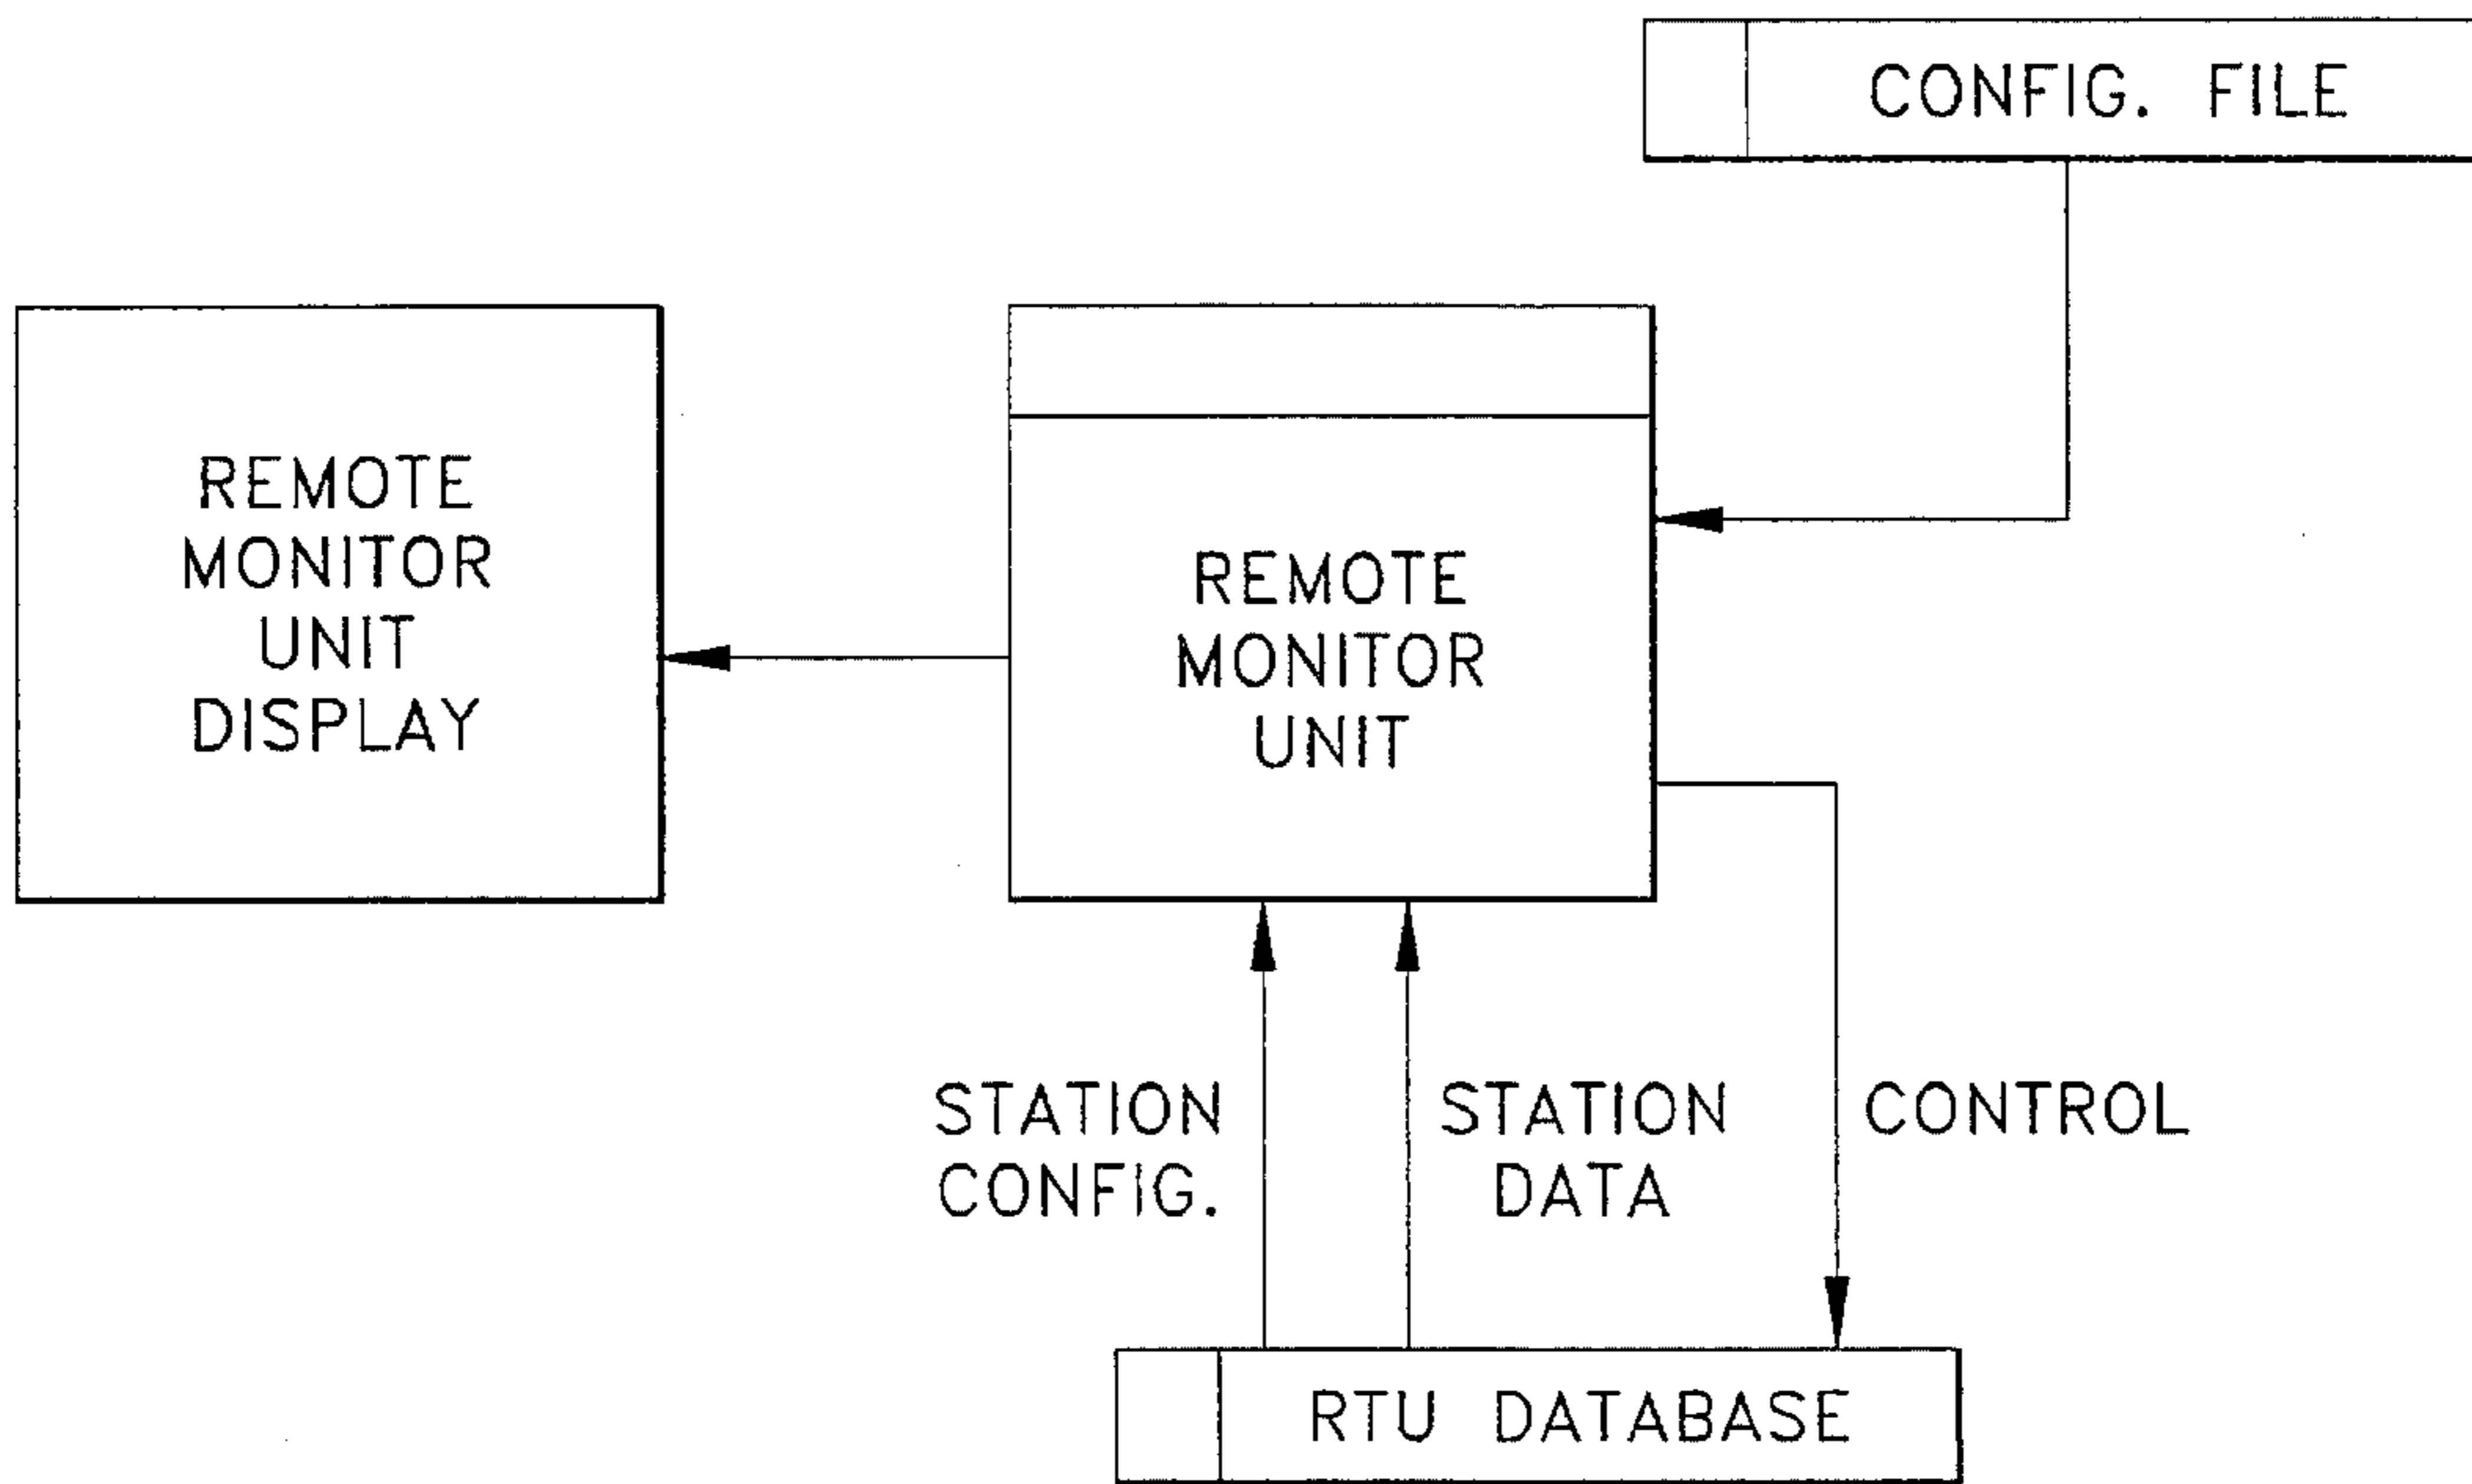 CONFIG. FILE
REMOTE
MONITOR
UNIT
DISPLAY
REMOTE
MONITOR
UNIT
STATION
CONFIG.
STATION
DATA
CONTROL
RTU DATABASE